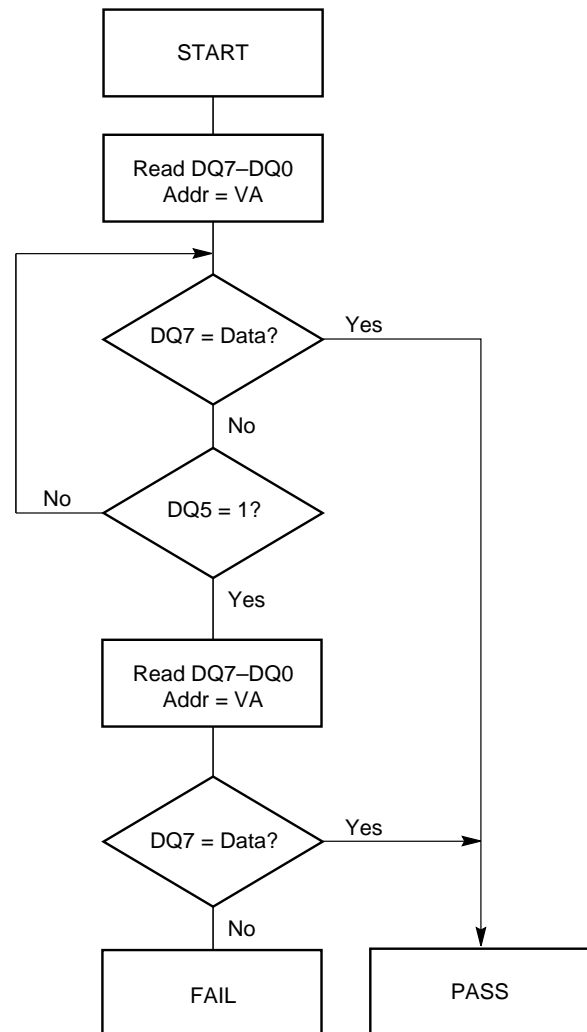 START
Read DQ7–DQ0
Addr = VA
DQ7 = Data?
Yes
No
No
DQ5 = 1?
Yes
Read DQ7–DQ0
Addr = VA
DQ7 = Data?
Yes
No
FAIL
PASS